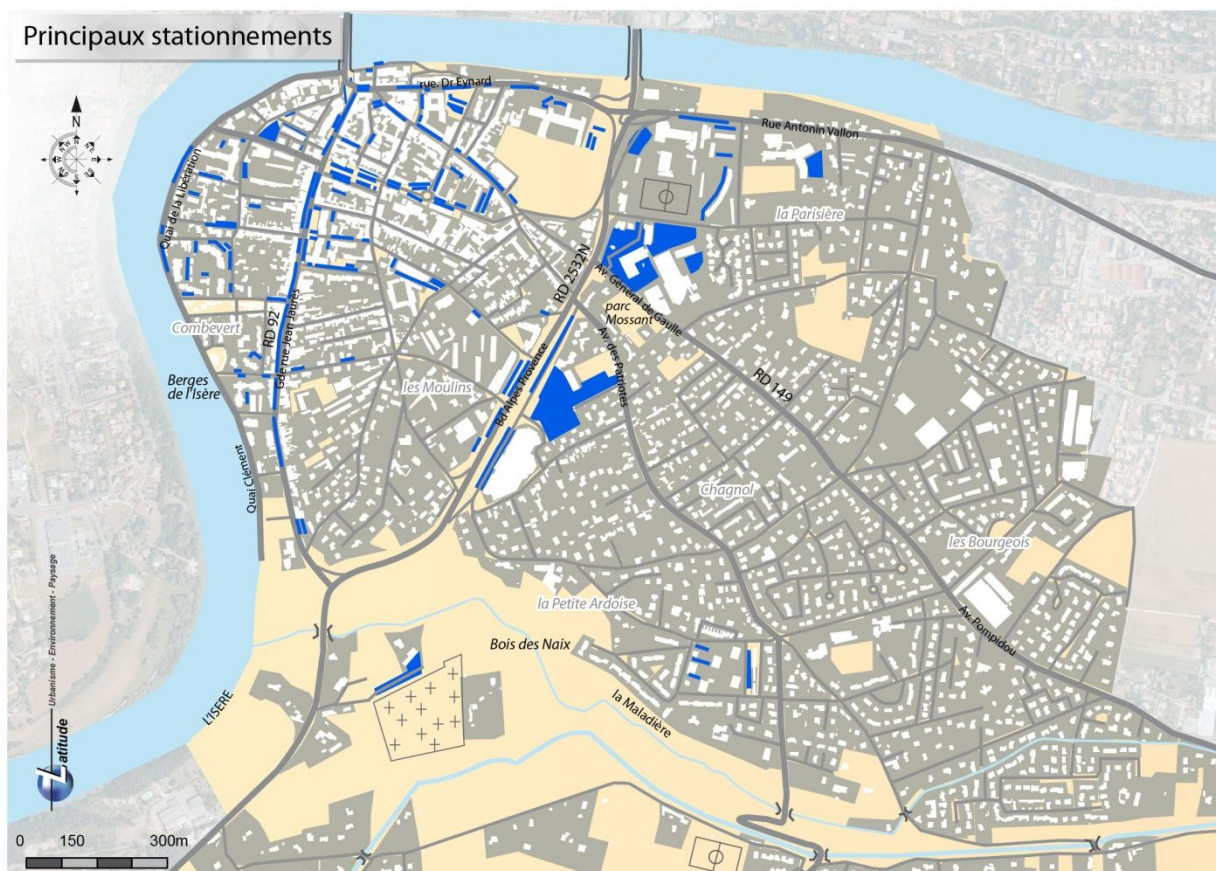 Principaux stationnements
N
rue. Dr Eynard
Rue Antonin Vallon
Quai de la Libération
la Parisière
RD 2532N
Av. Général de Gaulle
parc
Mossant
Combevert
RD 92
Gde rue Jean Jaurès
Berges
de l'Isère
les Moulins
Bd Alpes Provence
Av. des Patriotes
RD 149
Quai Clément
Chagnol
les Bourgeois
la Petite Ardoise
Bois des Naix
Av. Pompidou
la Maladière
L'ISERE
Latitude
Urbanisme - Environnement - Paysage
0 150 300m